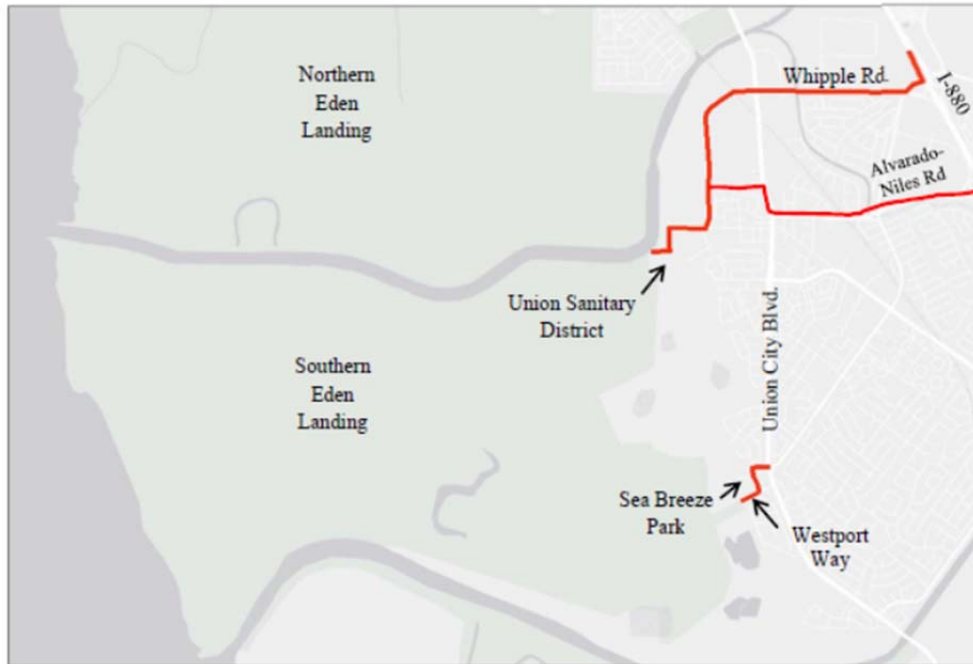 Northern
Eden
Landing
Whipple Rd.
I-880
Alvarado-
Niles Rd
Union Sanitary
District
Union City Blvd.
Southern
Eden
Landing
Sea Breeze
Park
Westport
Way